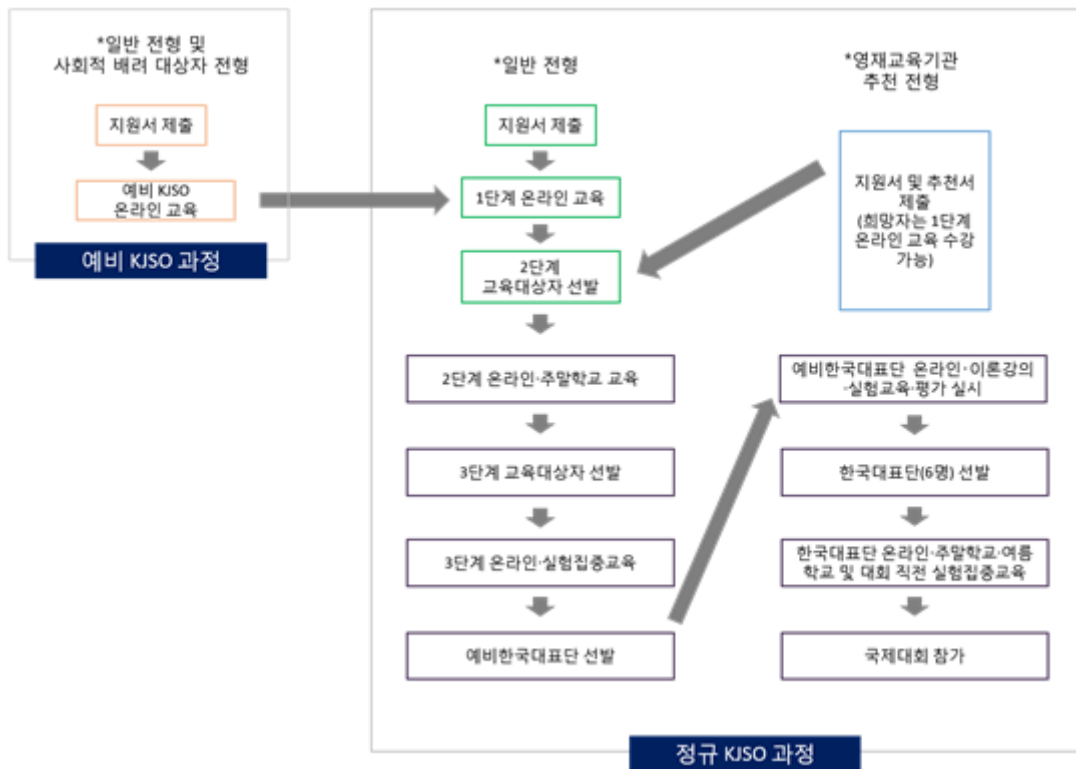 *일반 전형 및
사회적 배려 대상자 전형
지원서 제출
예비 KJSO
온라인 교육
예비 KJSO 과정
*일반 전형
지원서 제출
1단계 온라인 교육
2단계
교육대상자 선발
2단계 온라인·주말학교 교육
3단계 교육대상자 선발
3단계 온라인·실험집중교육
예비한국대표단 선발
*영재교육기관
추천 전형
지원서 및 추천서
제출
(희망자는 1단계
온라인 교육 수강
가능)
예비한국대표단 온라인·이론강의
·실험교육·평가 실시
한국대표단(6명) 선발
한국대표단 온라인·주말학교·여름
학교 및 대회 직전 실험집중교육
국제대회 참가
정규 KJSO 과정